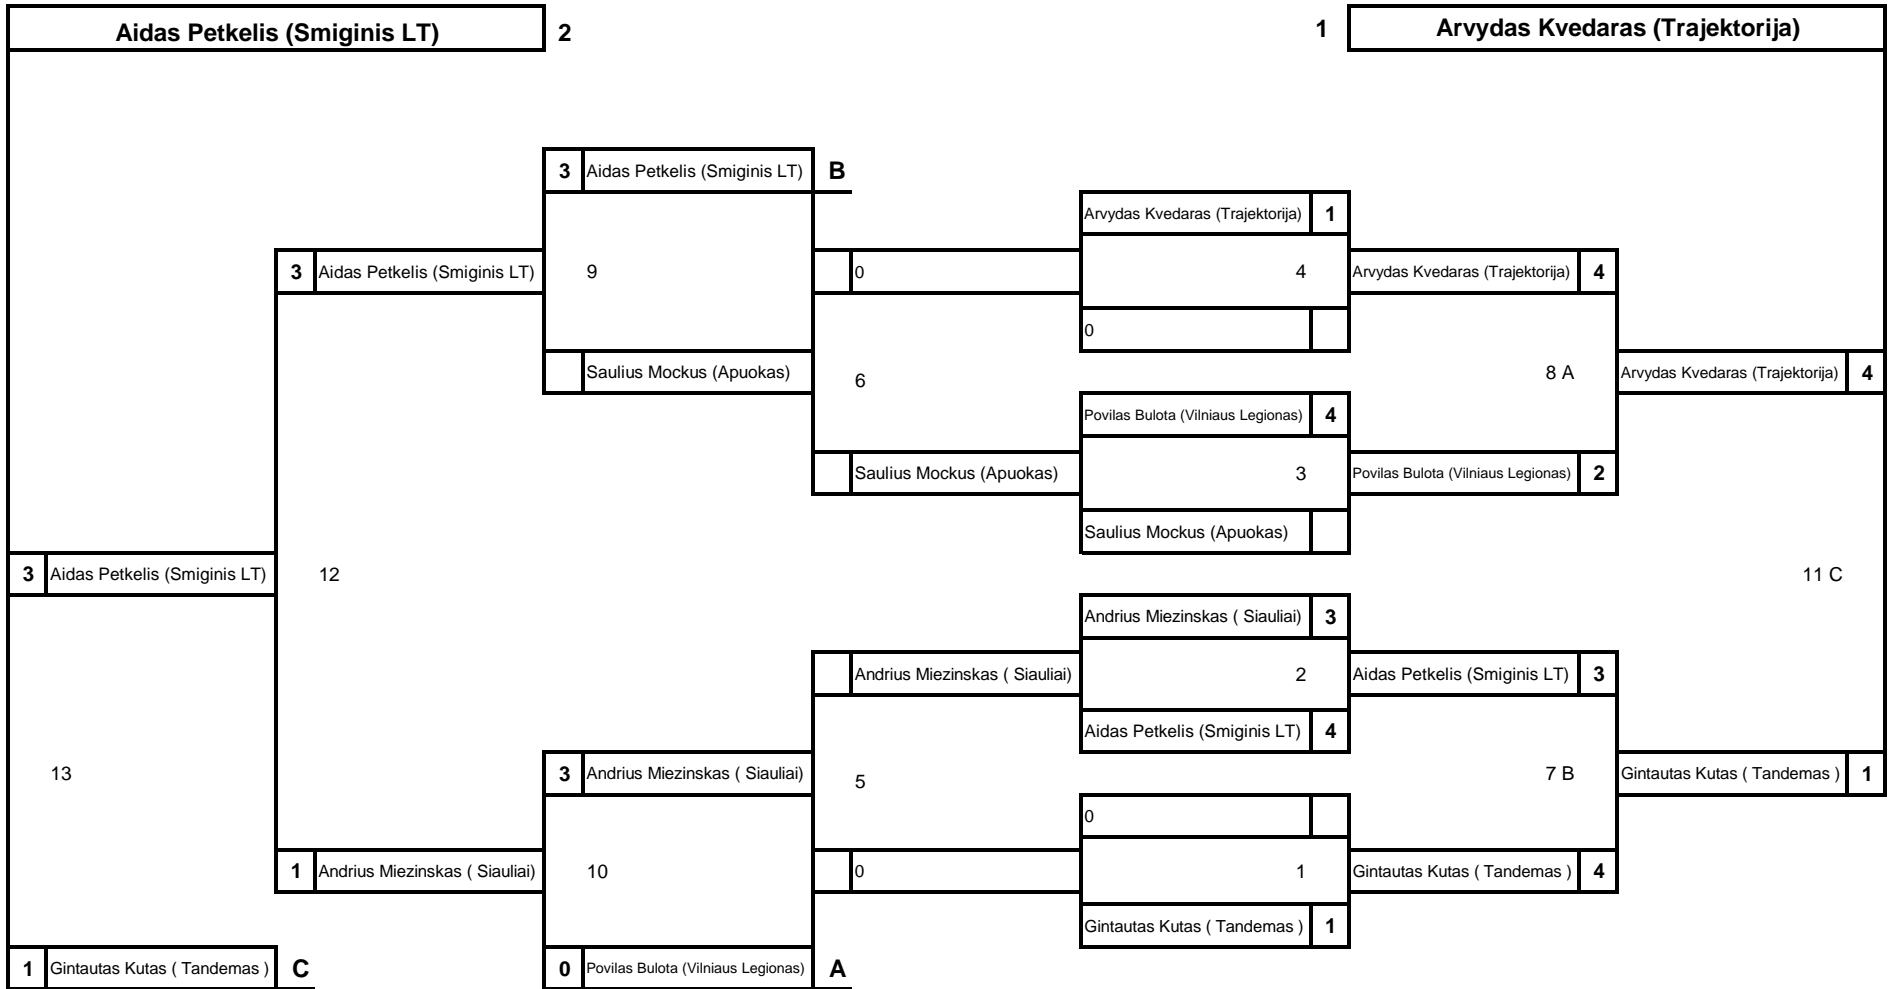 Aidas Petkelis (Smiginis LT) 2 1 Arvydas Kvedaras (Trajektorija)
3 Aidas Petkelis (Smiginis LT) B
Arvydas Kvedaras (Trajektorija) 1
3 Aidas Petkelis (Smiginis LT) 9 0 4 Arvydas Kvedaras (Trajektorija) 4
0
Saulius Mockus (Apuokas) 6 8 A Arvydas Kvedaras (Trajektorija) 4
Povilas Bulota (Vilniaus Legionas) 4
Saulius Mockus (Apuokas) 3 Povilas Bulota (Vilniaus Legionas) 2
Saulius Mockus (Apuokas)
3 Aidas Petkelis (Smiginis LT) 12 11 C
Andrius Miezinskas ( Siauliai) 3
Andrius Miezinskas ( Siauliai) 2 Aidas Petkelis (Smiginis LT) 3
Aidas Petkelis (Smiginis LT) 4
13 3 Andrius Miezinskas ( Siauliai) 5 7 B Gintautas Kutas ( Tandemas ) 1
0
1 Andrius Miezinskas ( Siauliai) 10 0 1 Gintautas Kutas ( Tandemas ) 4
Gintautas Kutas ( Tandemas ) 1
1 Gintautas Kutas ( Tandemas ) C 0 Povilas Bulota (Vilniaus Legionas) A